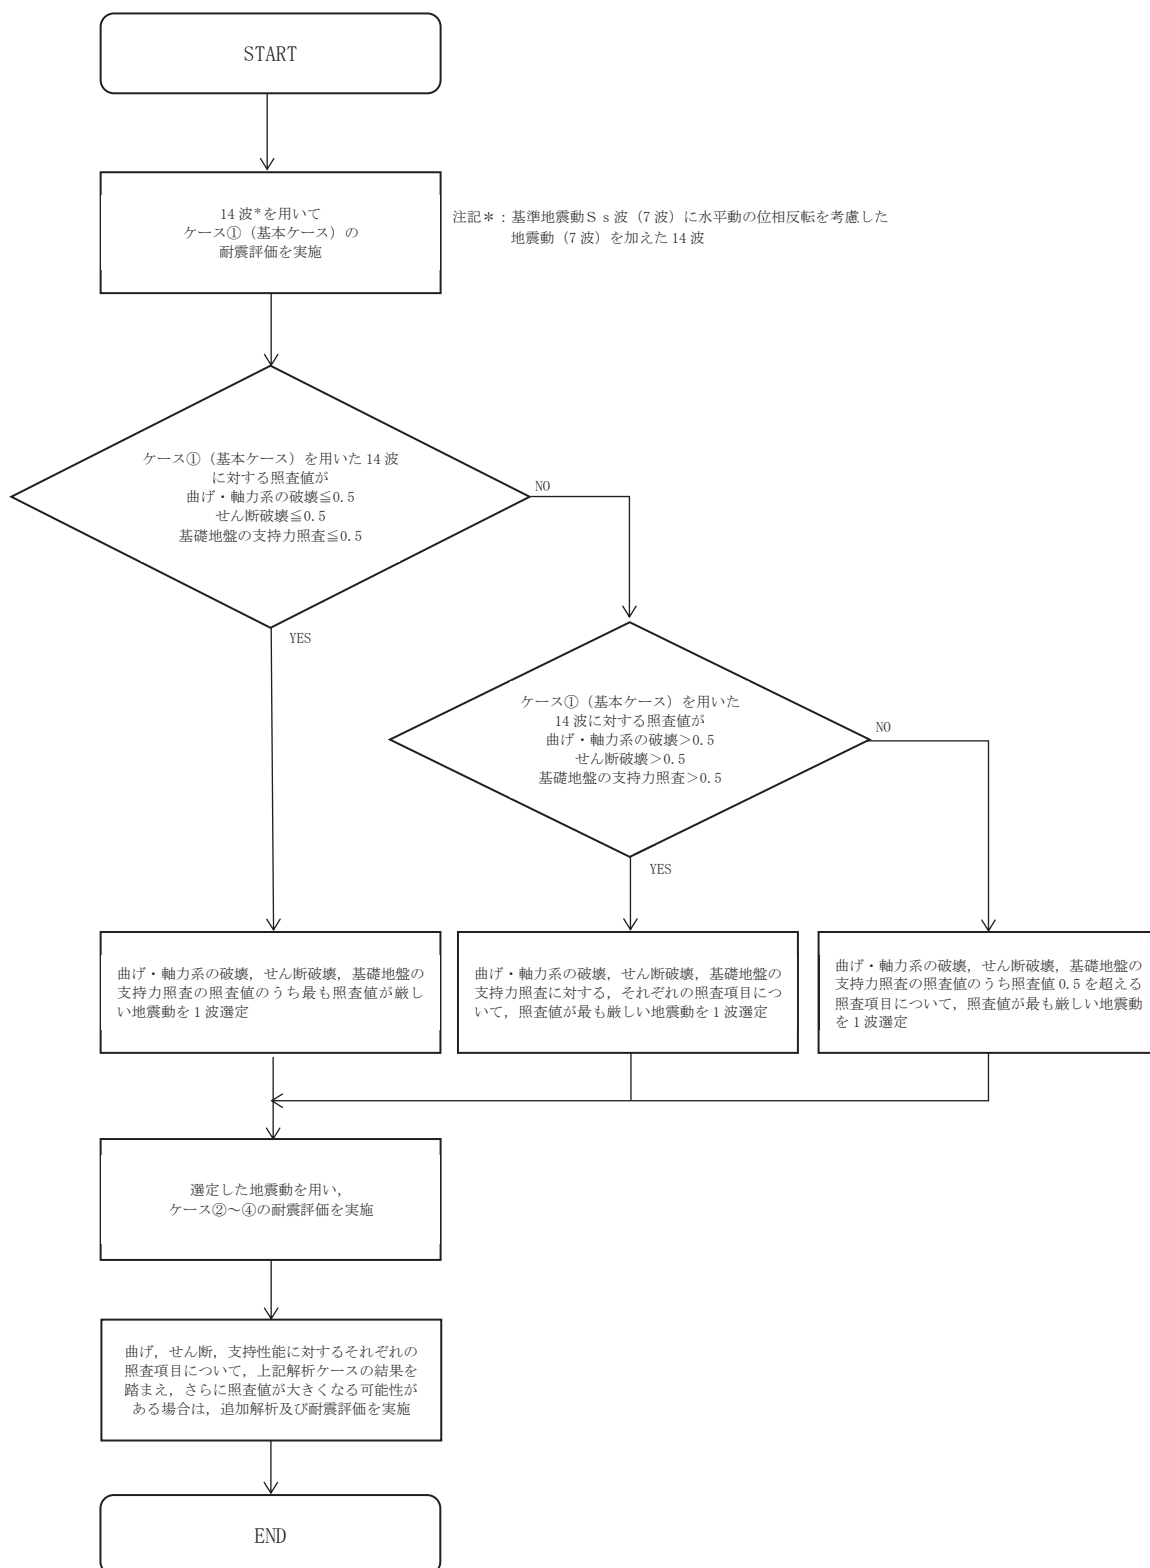 START
14 波*を用いて
ケース①（基本ケース）の
耐震評価を実施
注記＊：基準地震動Ｓｓ波（7 波）に水平動の位相反転を考慮した
地震動（7 波）を加えた 14 波
ケース①（基本ケース）を用いた 14 波
に対する照査値が
曲げ・軸力系の破壊≦0.5
せん断破壊≦0.5
基礎地盤の支持力照査≦0.5
NO
YES
ケース①（基本ケース）を用いた
14 波に対する照査値が
曲げ・軸力系の破壊＞0.5
せん断破壊＞0.5
基礎地盤の支持力照査＞0.5
NO
YES
曲げ・軸力系の破壊，せん断破壊，基礎地盤の
支持力照査の照査値のうち最も照査値が厳し
い地震動を 1 波選定
曲げ・軸力系の破壊，せん断破壊，基礎地盤の
支持力照査に対する，それぞれの照査項目につ
いて，照査値が最も厳しい地震動を 1 波選定
曲げ・軸力系の破壊，せん断破壊，基礎地盤の
支持力照査の照査値のうち照査値 0.5 を超える
照査項目について，照査値が最も厳しい地震動
を 1 波選定
選定した地震動を用い，
ケース②～④の耐震評価を実施
曲げ，せん断，支持性能に対するそれぞれの
照査項目について，上記解析ケースの結果を
踏まえ，さらに照査値が大きくなる可能性が
ある場合は，追加解析及び耐震評価を実施
END